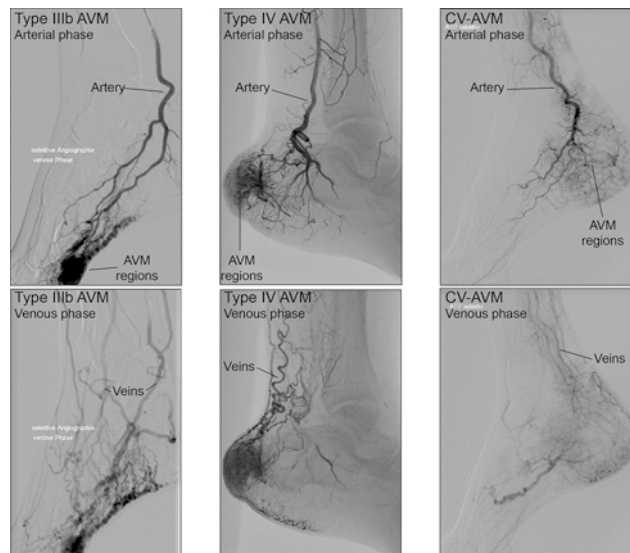 Type IIIb AVM
Arterial phase
Artery
selektive Angiographie
venöse Phase
AVM
regions
Type IV AVM
Arterial phase
Artery
AVM
regions
CV-AVM
Arterial phase
Artery
AVM
regions
Type IIIb AVM
Venous phase
Veins
selektive Angiographie
venöse Phase
Type IV AVM
Venous phase
Veins
CV-AVM
Venous phase
Veins